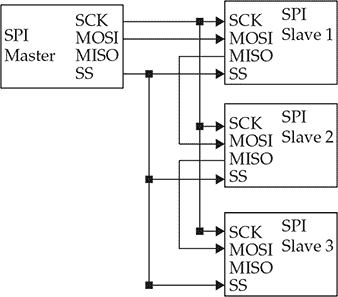 SPI
Master
SCK
MOSI
MISO
SS
SCK
MOSI
MISO
SS
SPI
Slave 1
SCK
MOSI
MISO
SS
SPI
Slave 2
SCK
MOSI
MISO
SS
SPI
Slave 3